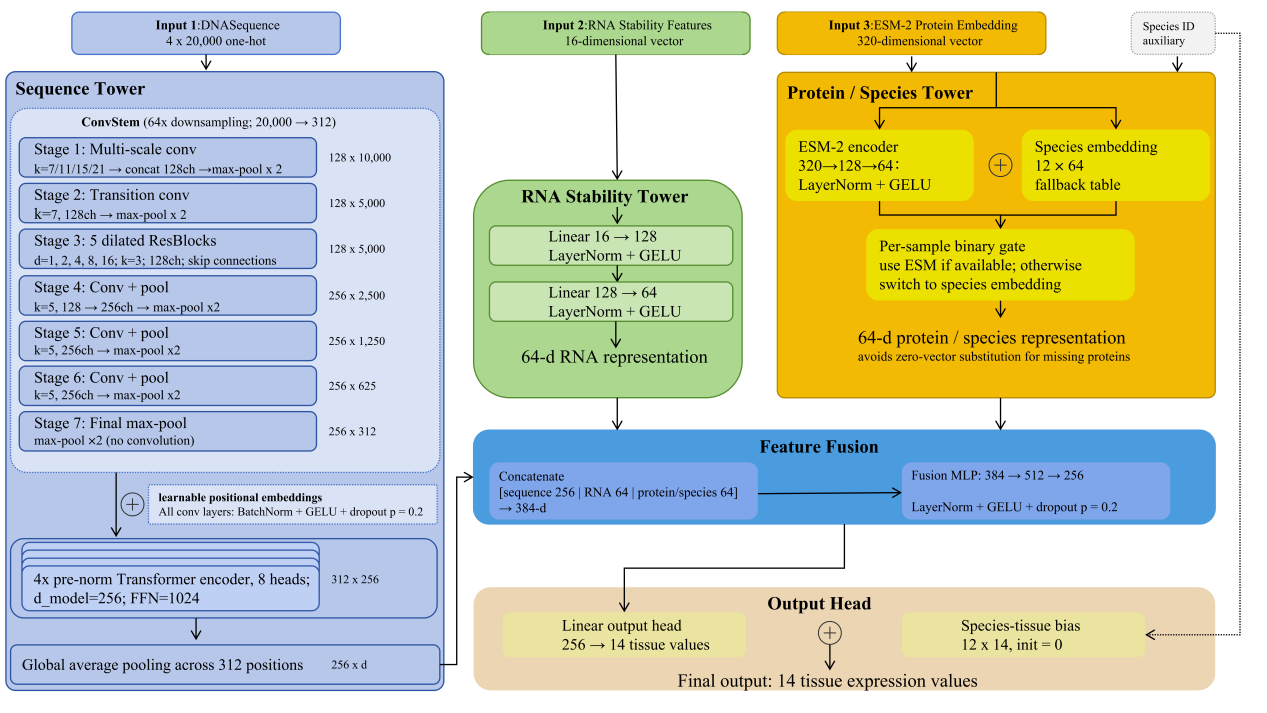 Input 1:DNASequence
4 x 20,000 one-hot
Input 2:RNA Stability Features
16-dimensional vector
Input 3:ESM-2 Protein Embedding
320-dimensional vector
Species ID
auxiliary
Sequence Tower
ConvStem (64x downsampling; 20,000 → 312)
Stage 1: Multi-scale conv
k=7/11/15/21 → concat 128ch →max-pool x 2
128 x 10,000
Stage 2: Transition conv
k=7, 128ch → max-pool x 2
128 x 5,000
Stage 3: 5 dilated ResBlocks
d=1, 2, 4, 8, 16; k=3; 128ch; skip connections
128 x 5,000
Stage 4: Conv + pool
k=5, 128 → 256ch → max-pool x2
256 x 2,500
Stage 5: Conv + pool
k=5, 256ch → max-pool x2
256 x 1,250
Stage 6: Conv + pool
k=5, 256ch → max-pool x2
256 x 625
Stage 7: Final max-pool
max-pool ×2 (no convolution)
256 x 312
learnable positional embeddings
All conv layers: BatchNorm + GELU + dropout p = 0.2
4x pre-norm Transformer encoder, 8 heads;
d_model=256; FFN=1024
312 x 256
Global average pooling across 312 positions
256 x d
RNA Stability Tower
Linear 16 → 128
LayerNorm + GELU
Linear 128 → 64
LayerNorm + GELU
64-d RNA representation
Protein / Species Tower
ESM-2 encoder
320→128→64:
LayerNorm + GELU
Species embedding
12 × 64
fallback table
Per-sample binary gate
use ESM if available; otherwise
switch to species embedding
64-d protein / species representation
avoids zero-vector substitution for missing proteins
Feature Fusion
Concatenate
[sequence 256 | RNA 64 | protein/species 64]
→ 384-d
Fusion MLP: 384 → 512 → 256
LayerNorm + GELU + dropout p = 0.2
Output Head
Linear output head
256 → 14 tissue values
Species-tissue bias
12 x 14, init = 0
Final output: 14 tissue expression values